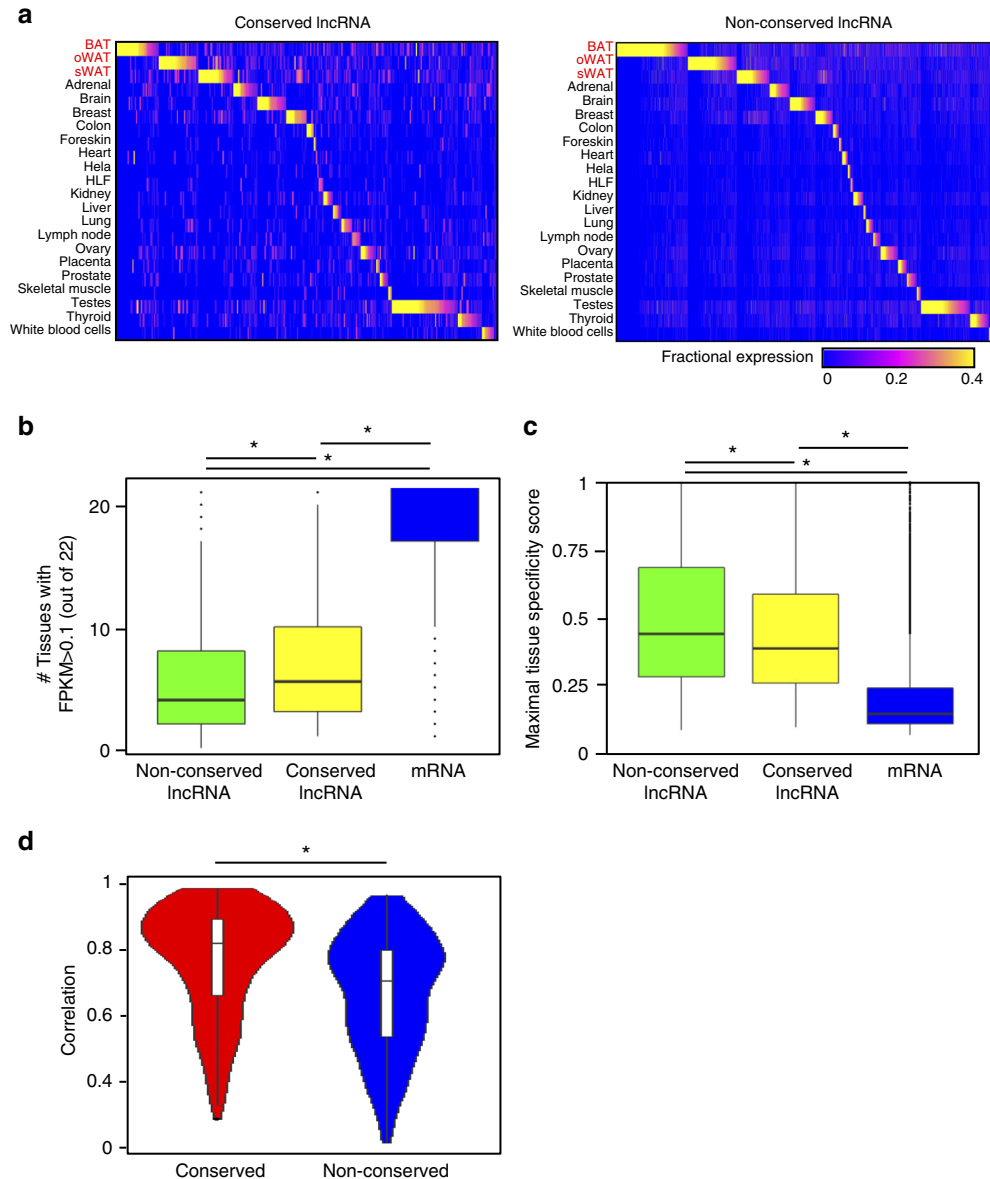 a
Conserved lncRNA
Non-conserved lncRNA
BAT
oWAT
sWAT
Adrenal
Brain
Breast
Colon
Foreskin
Heart
Hela
HLF
Kidney
Liver
Lung
Lymph node
Ovary
Placenta
Prostate
Skeletal muscle
Testes
Thyroid
White blood cells
BAT
oWAT
sWAT
Adrenal
Brain
Breast
Colon
Foreskin
Heart
Hela
HLF
Kidney
Liver
Lung
Lymph node
Ovary
Placenta
Prostate
Skeletal muscle
Testes
Thyroid
White blood cells
Fractional expression
0 0.2 0.4
b
*
*
*
# Tissues with
FPKM>0.1 (out of 22)
20
10
0
Non-conserved
lncRNA
Conserved
lncRNA
mRNA
c
*
*
*
Maximal tissue specificity score
1
0.75
0.5
0.25
0
Non-conserved
lncRNA
Conserved
lncRNA
mRNA
d
*
Correlation
1
0.8
0.6
0.4
0
Conserved
Non-conserved